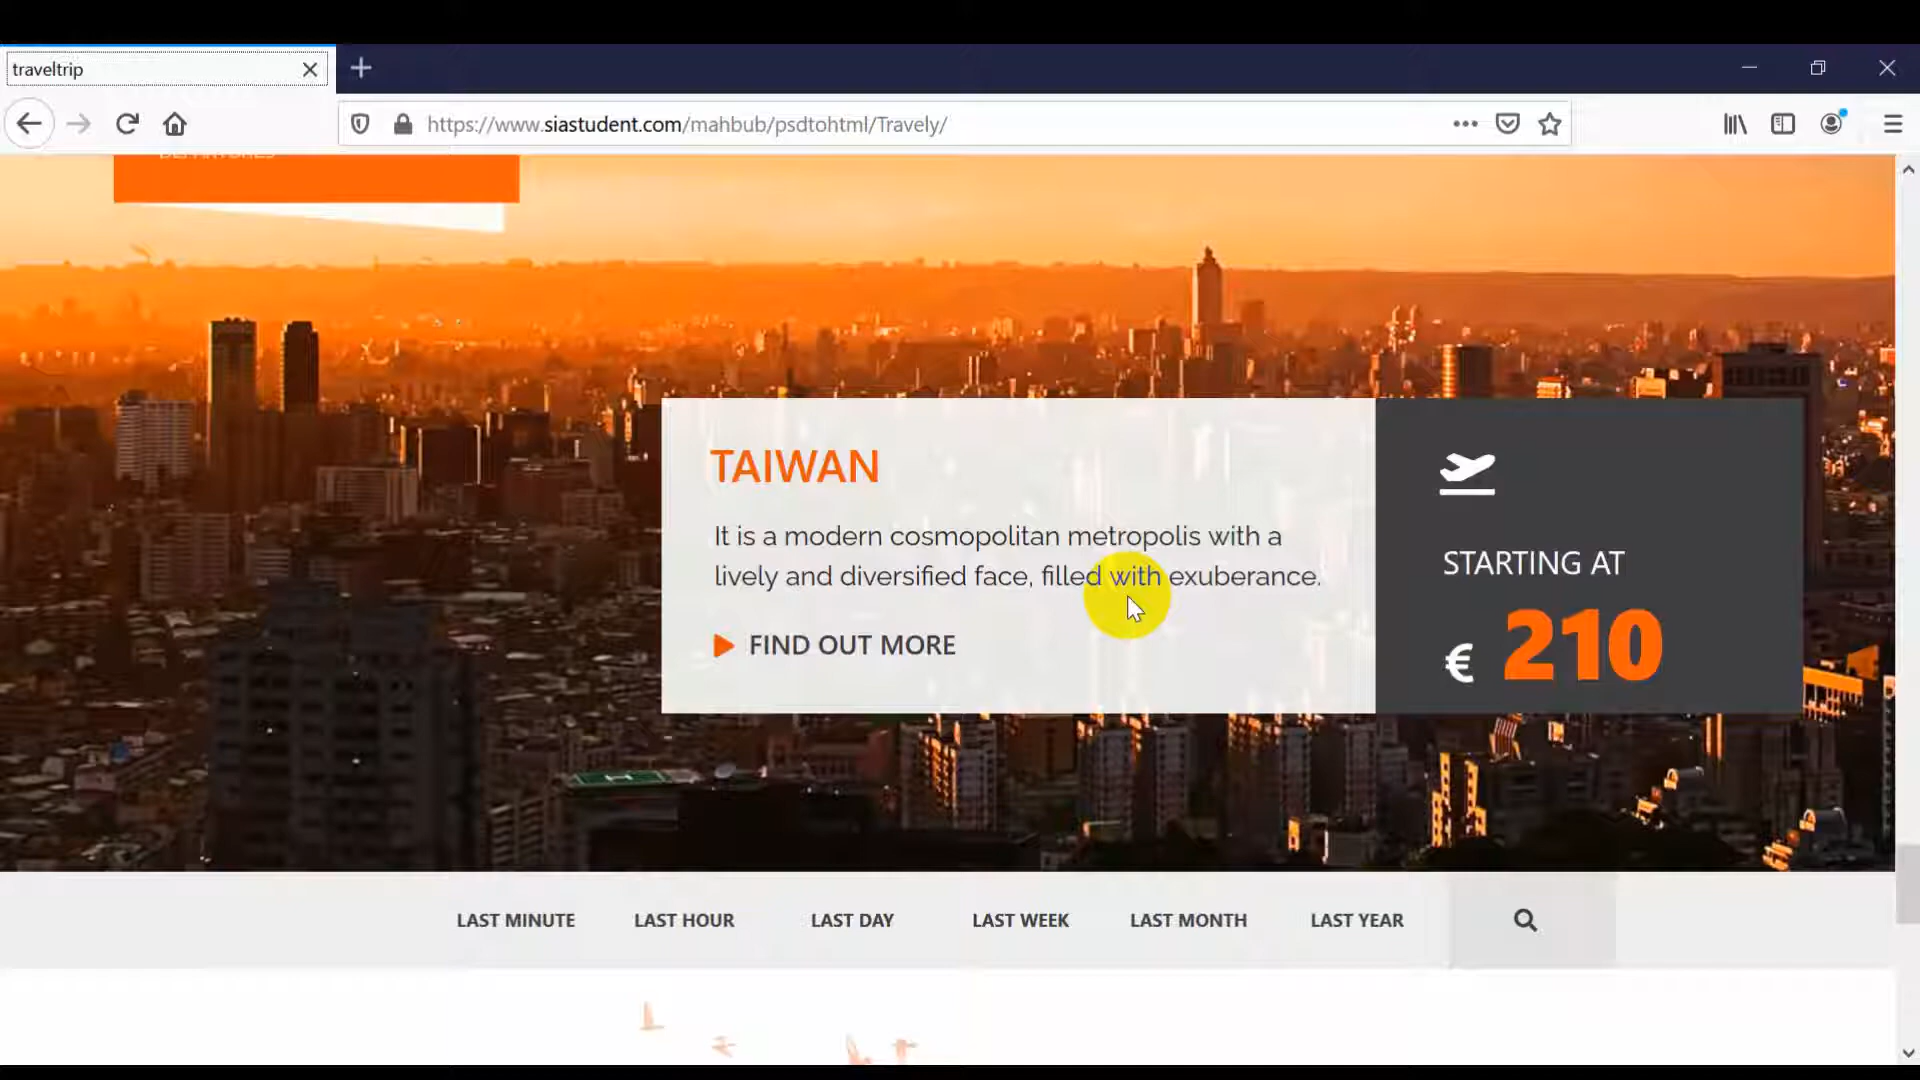 traveltrip
https://www.siastudent.com/mahbub/psdtohtml/Travely/
DEPARTURES
TAIWAN
It is a modern cosmopolitan metropolis with a
lively and diversified face, filled with exuberance.
FIND OUT MORE
STARTING AT
€ 210
LAST MINUTE LAST HOUR LAST DAY LAST WEEK LAST MONTH LAST YEAR